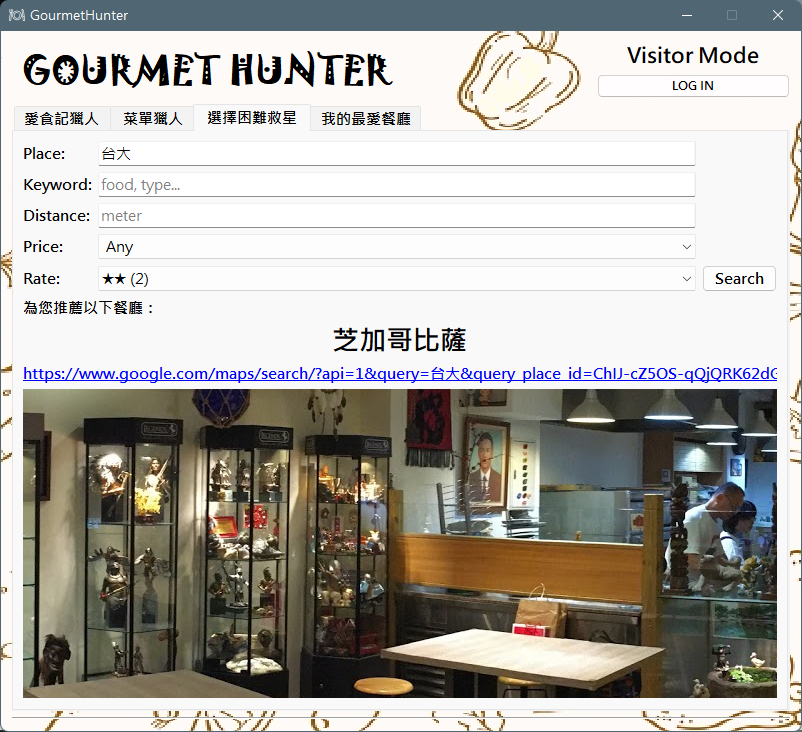 GourmetHunter
GOURMET HUNTER
Visitor Mode
LOG IN
愛食記獵人
菜單獵人
選擇困難救星
我的最愛餐廳
Place:
台大
Keyword:
food, type...
Distance:
meter
Price:
Any
Rate:
★★ (2)
Search
為您推薦以下餐廳：
芝加哥比薩
https://www.google.com/maps/search/?api=1&query=台大&query_place_id=ChIJ-cZ5OS-qQjQRK62dG